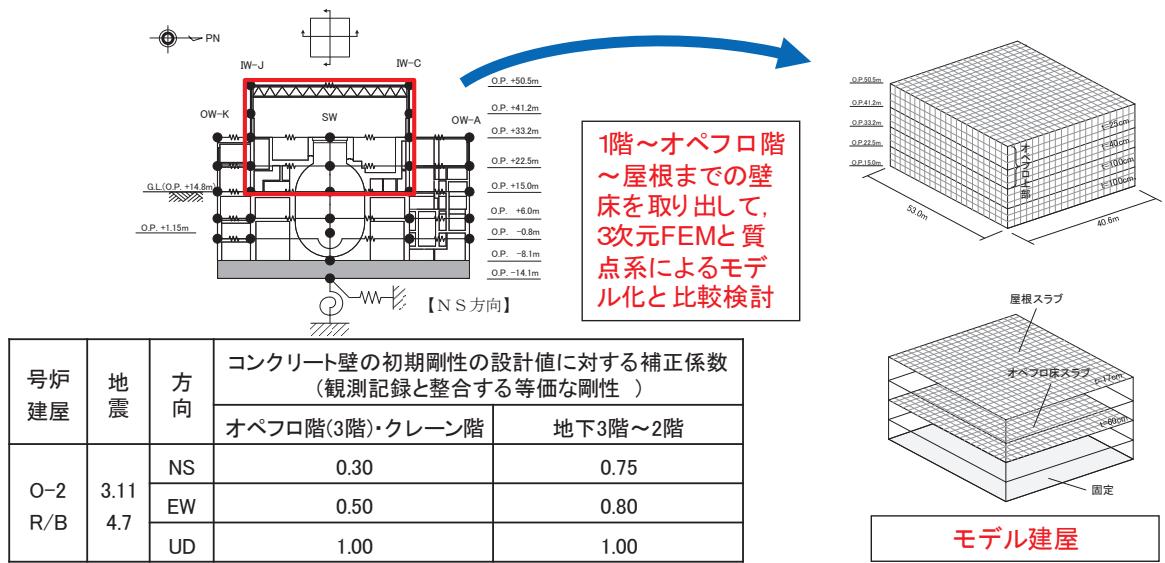 PN
IW-J
IW-C
OW-K
SW
OW-A
O.P. +50.5m
O.P. +41.2m
O.P. +33.2m
O.P. +22.5m
O.P. +15.0m
O.P. +6.0m
O.P. -0.8m
O.P. -8.1m
O.P. -14.1m
G.L.(O.P. +14.8m)
O.P. +1.15m
【NS方向】
1階～オペフロ階
～屋根までの壁
床を取り出して,
3次元FEMと質
点系によるモデ
ル化と比較検討
O.P.50.5m
O.P.41.2m
O.P.33.2m
O.P.22.5m
O.P.15.0m
オペフロ上部
t=25cm
t=40cm
t=100cm
t=100cm
53.0m
40.6m
屋根スラブ
オペフロ床スラブ
t=17cm
t=60cm
固定
モデル建屋
号炉
建屋
地震
方向
コンクリート壁の初期剛性の設計値に対する補正係数
(観測記録と整合する等価な剛性 )
オペフロ階(3階)・クレーン階
地下3階～2階
O-2
R/B
3.11
4.7
NS 0.30 0.75
EW 0.50 0.80
UD 1.00 1.00